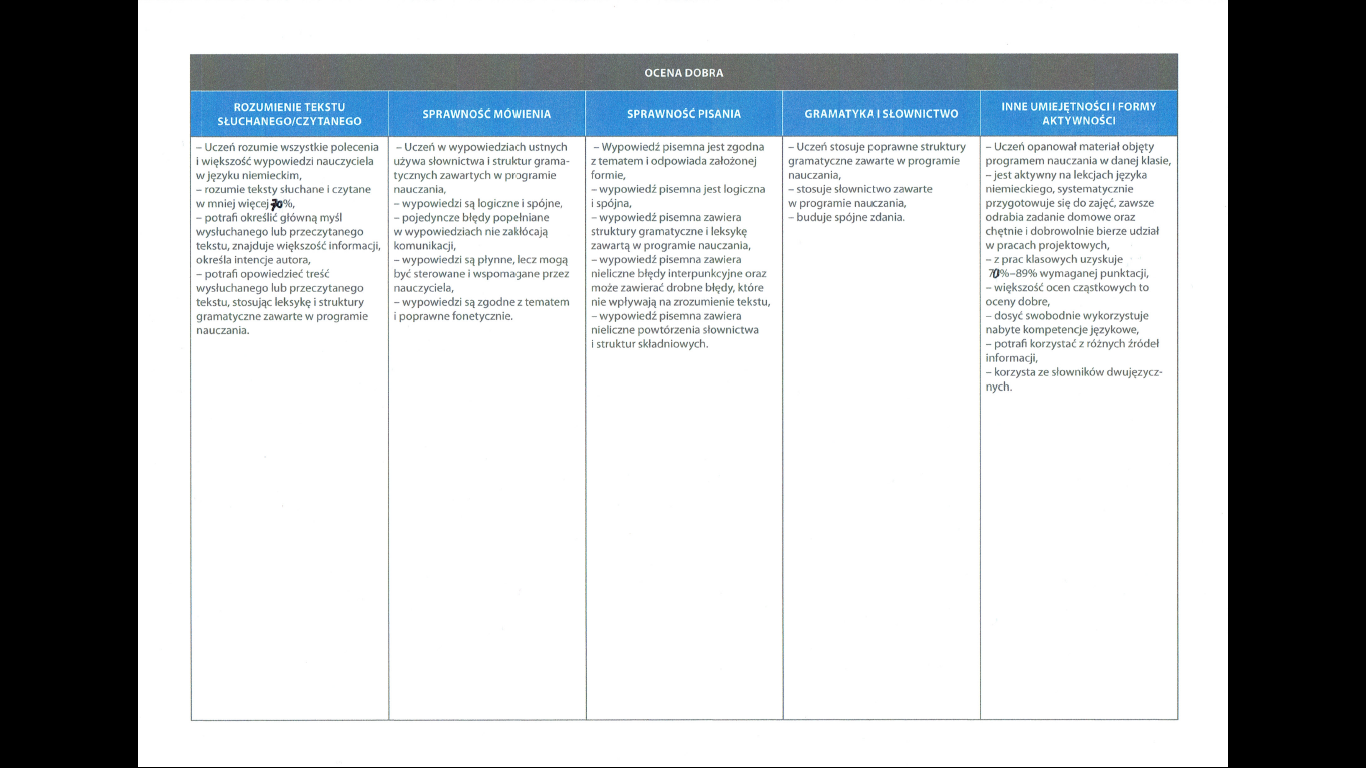 OCENA DOBRA
ROZUMIENIE TEKSTU
SŁUCHANEGO/CZYTANEGO
– Uczeń rozumie wszystkie polecenia
i większość wypowiedzi nauczyciela
w języku niemieckim,
– rozumie teksty słuchane i czytane
w mniej więcej 70%,
– potrafi określić główną myśl
wysłuchanego lub przeczytanego
tekstu, znajduje większość informacji,
określa intencje autora,
– potrafi opowiedzieć treść
wysłuchanego lub przeczytanego
tekstu, stosując leksykę i struktury
gramatyczne zawarte w programie
nauczania.
SPRAWNOŚĆ MÓWIENIA
– Uczeń w wypowiedziach ustnych
używa słownictwa i struktur grama-
tycznych zawartych w programie
nauczania,
– wypowiedzi są logiczne i spójne,
– pojedyncze błędy popełniane
w wypowiedziach nie zakłócają
komunikacji,
– wypowiedzi są płynne, lecz mogą
być sterowane i wspomagane przez
nauczyciela,
– wypowiedzi są zgodne z tematem
i poprawne fonetycznie.
SPRAWNOŚĆ PISANIA
– Wypowiedź pisemna jest zgodna
z tematem i odpowiada założonej
formie,
– wypowiedź pisemna jest logiczna
i spójna,
– wypowiedź pisemna zawiera
struktury gramatyczne i leksykę
zawartą w programie nauczania,
– wypowiedź pisemna zawiera
nieliczne błędy interpunkcyjne oraz
może zawierać drobne błędy, które
nie wpływają na zrozumienie tekstu,
– wypowiedź pisemna zawiera
nieliczne powtórzenia słownictwa
i struktur składniowych.
GRAMATYKA I SŁOWNICTWO
– Uczeń stosuje poprawne struktury
gramatyczne zawarte w programie
nauczania,
– stosuje słownictwo zawarte
w programie nauczania,
– buduje spójne zdania.
INNE UMIEJĘTNOŚCI I FORMY
AKTYWNOŚCI
– Uczeń opanował materiał objęty
programem nauczania w danej klasie,
– jest aktywny na lekcjach języka
niemieckiego, systematycznie
przygotowuje się do zajęć, zawsze
odrabia zadanie domowe oraz
chętnie i dobrowolnie bierze udział
w pracach projektowych,
– z prac klasowych uzyskuje
70%–89% wymaganej punktacji,
– większość ocen cząstkowych to
oceny dobre,
– dosyć swobodnie wykorzystuje
nabyte kompetencje językowe,
– potrafi korzystać z różnych źródeł
informacji,
– korzysta ze słowników dwujęzycz-
nych.